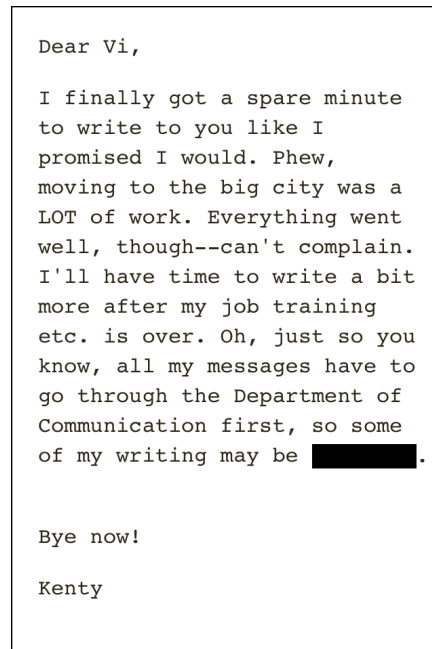 Dear Vi,
I finally got a spare minute
to write to you like I
promised I would. Phew,
moving to the big city was a
LOT of work. Everything went
well, though--can't complain.
I'll have time to write a bit
more after my job training
etc. is over. Oh, just so you
know, all my messages have to
go through the Department of
Communication first, so some
of my writing may be .
Bye now!
Kenty